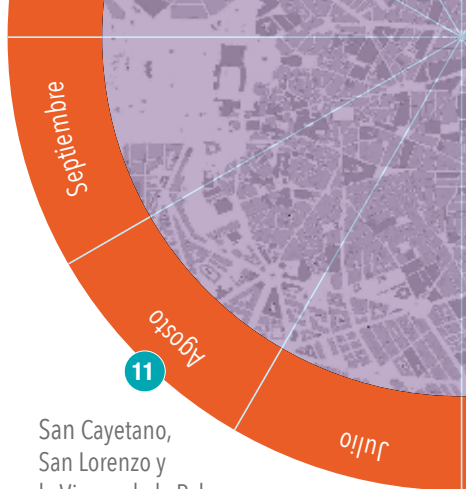 Septiembre
Agosto
11
Julio
San Cayetano,
San Lorenzo y